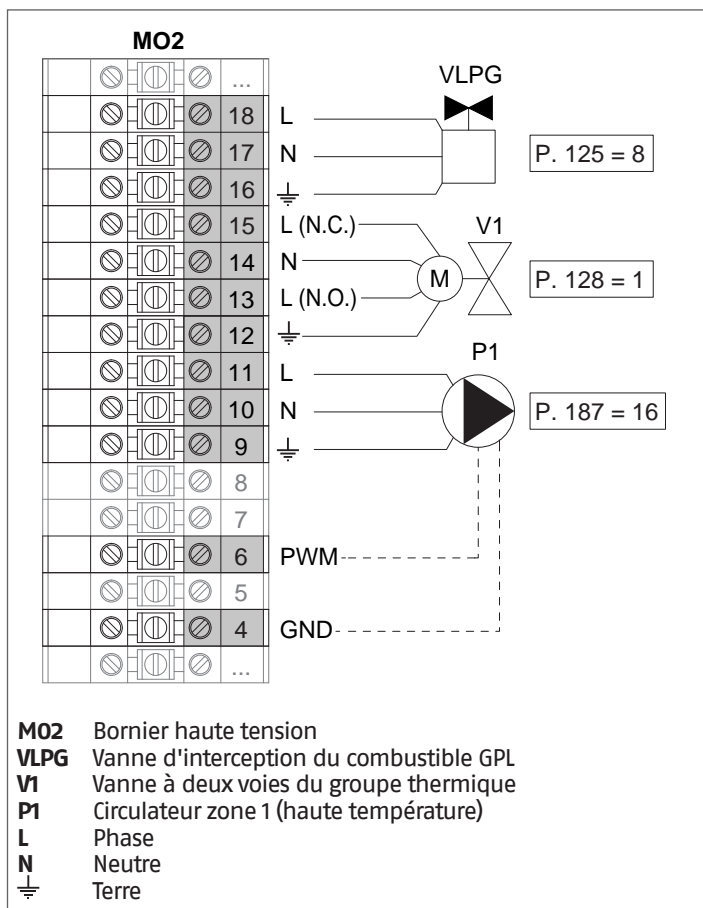 MO2
...
VLPG
18 L
17 N P. 125 = 8
16
15 L (N.C.) V1
14 N M P. 128 = 1
13 L (N.O.)
12
P1
11 L
10 N P. 187 = 16
9
8
7
6 PWM
5
4 GND
...
M02 Bornier haute tension
VLPG Vanne d'interception du combustible GPL
V1 Vanne à deux voies du groupe thermique
P1 Circulateur zone 1 (haute température)
L Phase
N Neutre
⏚ Terre